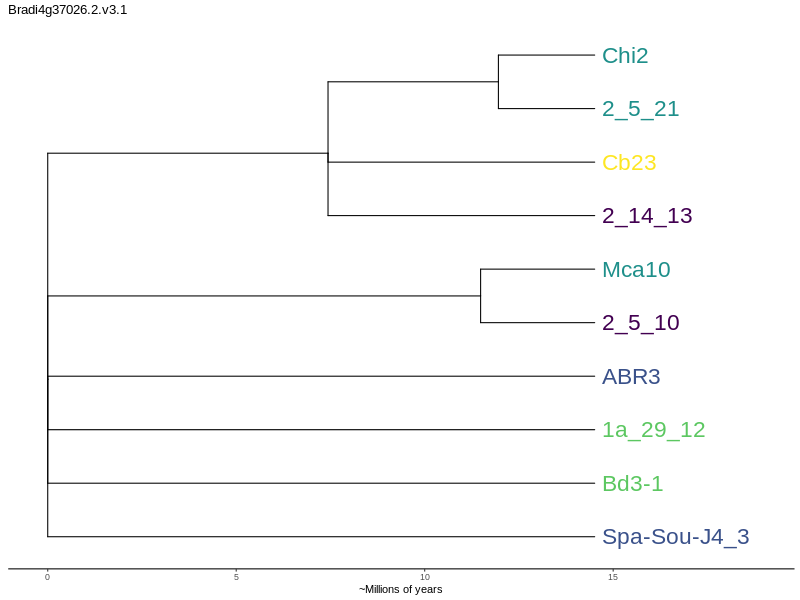 Bradi4g37026.2.v3.1
Chi2
2_5_21
Cb23
2_14_13
Mca10
2_5_10
ABR3
1a_29_12
Bd3-1
Spa-Sou-J4_3
0 5 10 15
~Millions of years